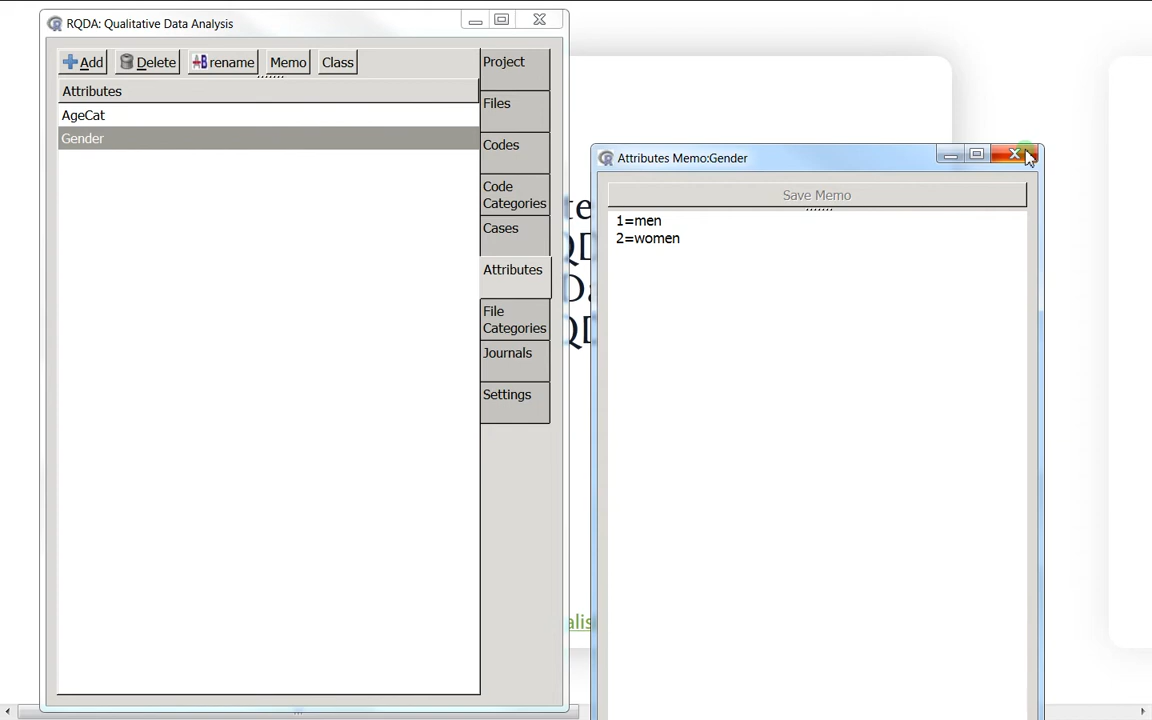 RQDA: Qualitative Data Analysis
Add Delete rename Memo Class
Attributes
AgeCat
Gender
Project
Files
Codes
Code
Categories
Cases
Attributes
File
Categories
Journals
Settings
Attributes Memo:Gender
Save Memo
1=men
2=women